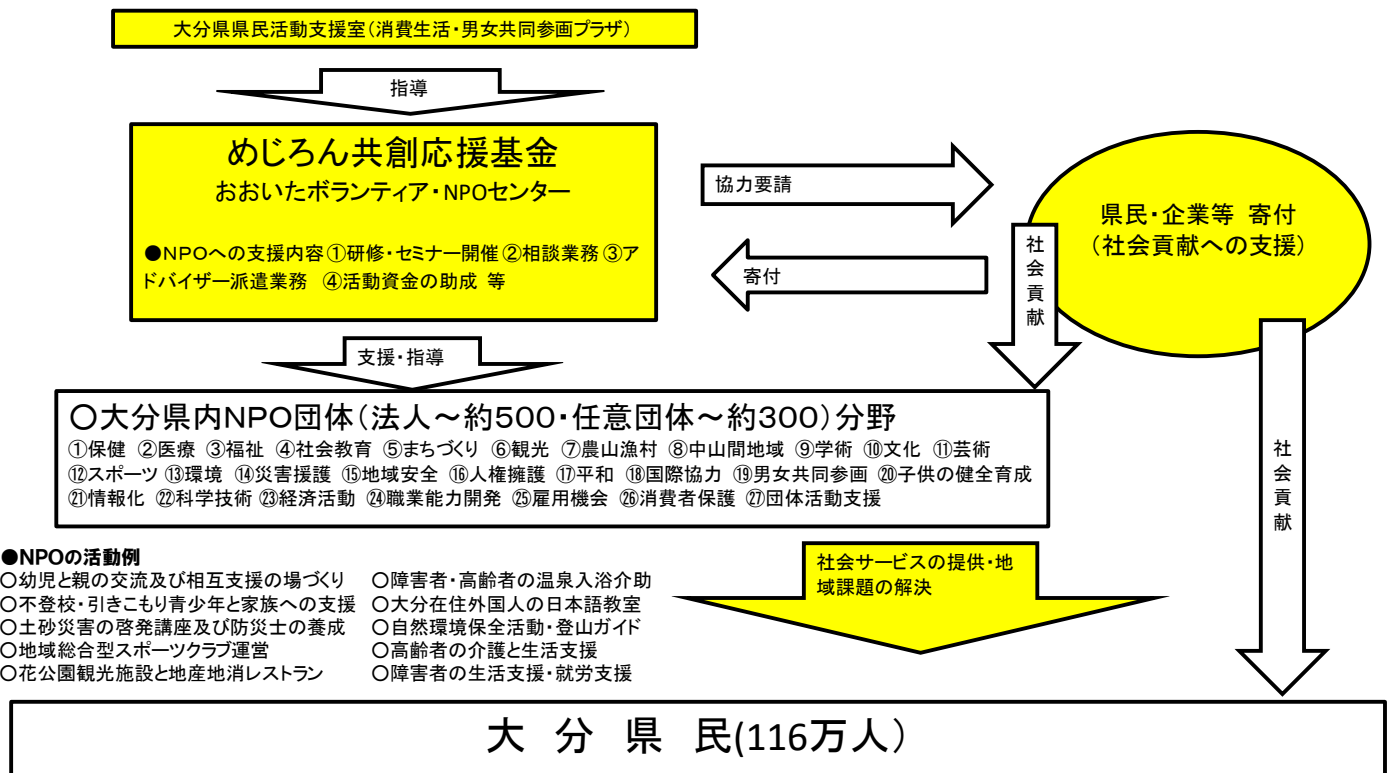 大分県県民活動支援室(消費生活・男女共同参画プラザ)
指導
めじろん共創応援基金
おおいたボランティア・NPOセンター
●NPOへの支援内容①研修・セミナー開催②相談業務③ア
ドバイザー派遣業務 ④活動資金の助成 等
協力要請
寄付
県民・企業等 寄付
(社会貢献への支援)
社会貢献
支援・指導
〇大分県内NPO団体(法人～約500・任意団体～約300)分野
①保健 ②医療 ③福祉 ④社会教育 ⑤まちづくり ⑥観光 ⑦農山漁村 ⑧中山間地域 ⑨学術 ⑩文化 ⑪芸術
⑫スポーツ ⑬環境 ⑭災害援護 ⑮地域安全 ⑯人権擁護 ⑰平和 ⑱国際協力 ⑲男女共同参画 ⑳子供の健全育成
㉑情報化 ㉒科学技術 ㉓経済活動 ㉔職業能力開発 ㉕雇用機会 ㉖消費者保護 ㉗団体活動支援
社会貢献
●NPOの活動例
〇幼児と親の交流及び相互支援の場づくり 〇障害者・高齢者の温泉入浴介助
〇不登校・引きこもり青少年と家族への支援 〇大分在住外国人の日本語教室
〇土砂災害の啓発講座及び防災士の養成 〇自然環境保全活動・登山ガイド
〇地域総合型スポーツクラブ運営 〇高齢者の介護と生活支援
〇花公園観光施設と地産地消レストラン 〇障害者の生活支援・就労支援
社会サービスの提供・地
域課題の解決
大 分 県 民(116万人)